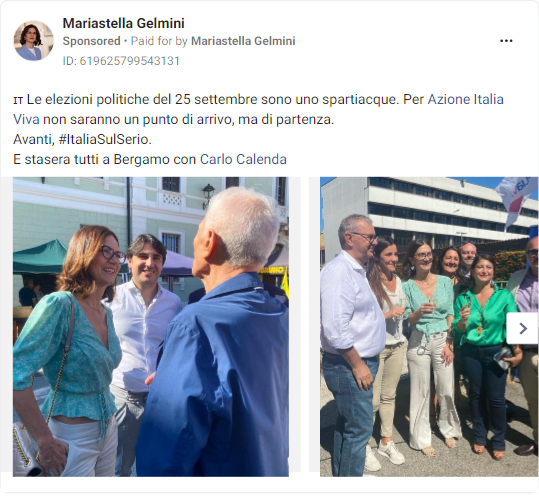 Mariastella Gelmini
Sponsored • Paid for by Mariastella Gelmini
ID: 619625799543131
IT Le elezioni politiche del 25 settembre sono uno spartiacque. Per Azione Italia
Viva non saranno un punto di arrivo, ma di partenza.
Avanti, #ItaliaSulSerio.
E stasera tutti a Bergamo con Carlo Calenda